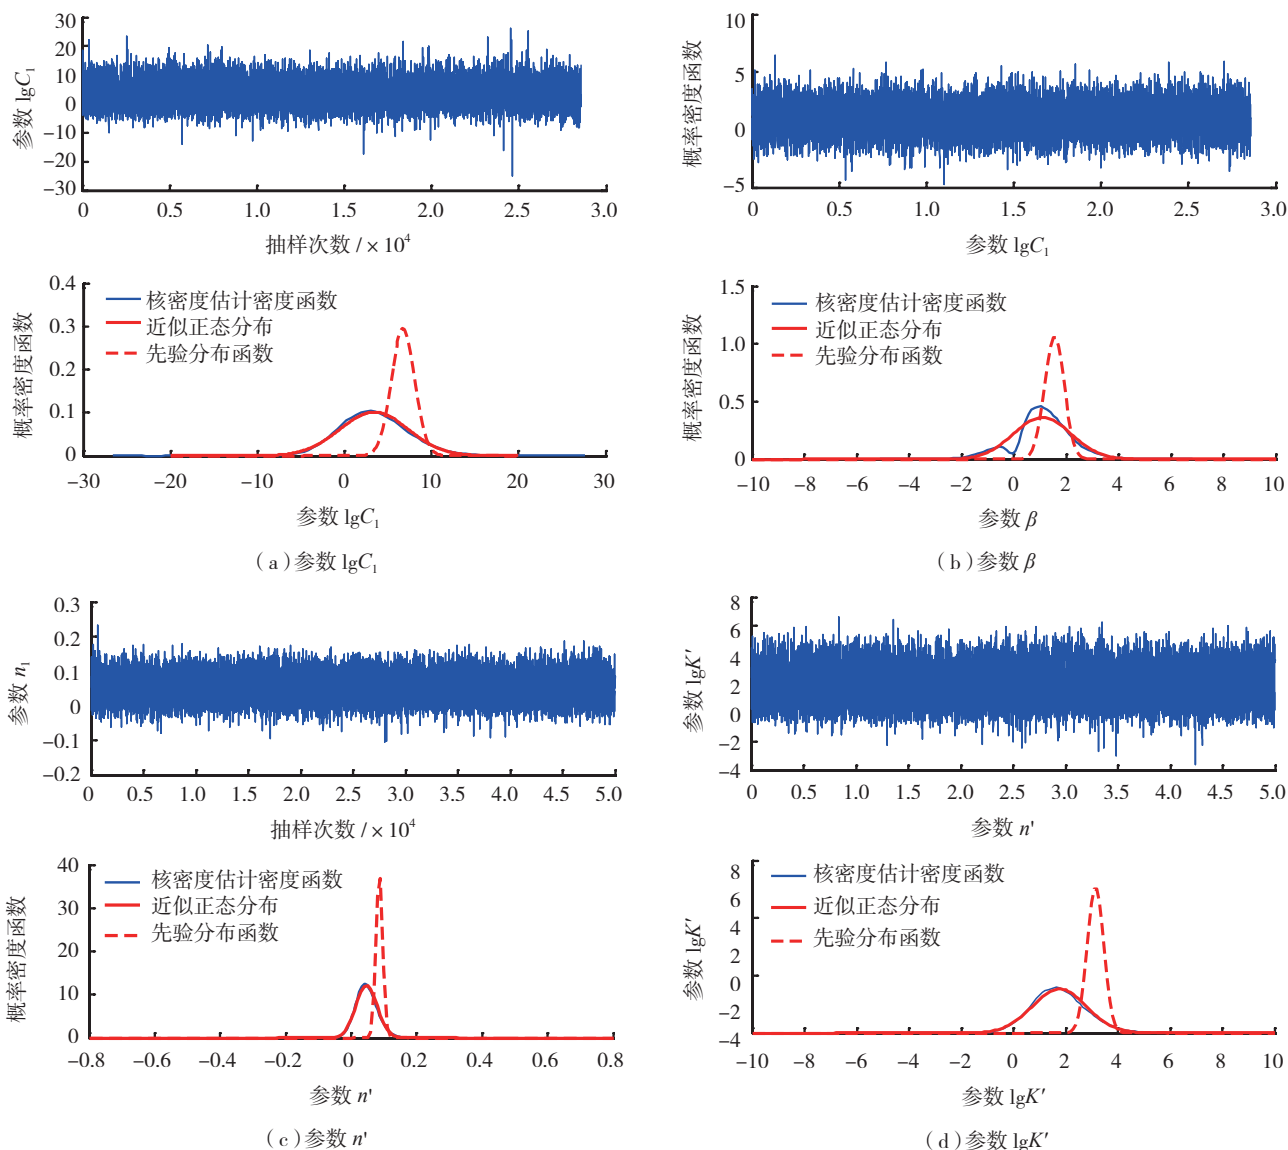 30
20
10
0
−10
−20
−30
参数 lgC₁
0 0.5 1.0 1.5 2.0 2.5 3.0
抽样次数 / × 10⁴
10
5
0
−5
概率密度函数
0 0.5 1.0 1.5 2.0 2.5 3.0
参数 lgC₁
0.4
0.3
0.2
0.1
0
概率密度函数
核密度估计密度函数
近似正态分布
先验分布函数
−30 −20 −10 0 10 20 30
参数 lgC₁
(a)参数 lgC₁
1.5
1.0
0.5
0
概率密度函数
核密度估计密度函数
近似正态分布
先验分布函数
−10 −8 −6 −4 −2 0 2 4 6 8 10
参数 β
(b)参数 β
0.3
0.2
0.1
0
−0.1
−0.2
参数 n₁
0 0.5 1.0 1.5 2.0 2.5 3.0 3.5 4.0 4.5 5.0
抽样次数 / × 10⁴
8
6
4
2
0
−2
−4
参数 lgK′
0 0.5 1.0 1.5 2.0 2.5 3.0 3.5 4.0 4.5 5.0
参数 n'
40
30
20
10
0
概率密度函数
核密度估计密度函数
近似正态分布
先验分布函数
−0.8 −0.6 −0.4 −0.2 0 0.2 0.4 0.6 0.8
参数 n'
(c)参数 n'
8
6
4
2
0
−2
−4
参数 lgK′
核密度估计密度函数
近似正态分布
先验分布函数
−10 −8 −6 −4 −2 0 2 4 6 8 10
参数 lgK′
(d)参数 lgK′